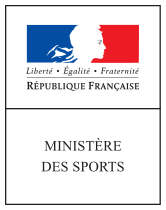 Liberté • Égalité • Fraternité
RÉPUBLIQUE FRANÇAISE
MINISTÈRE
DES SPORTS